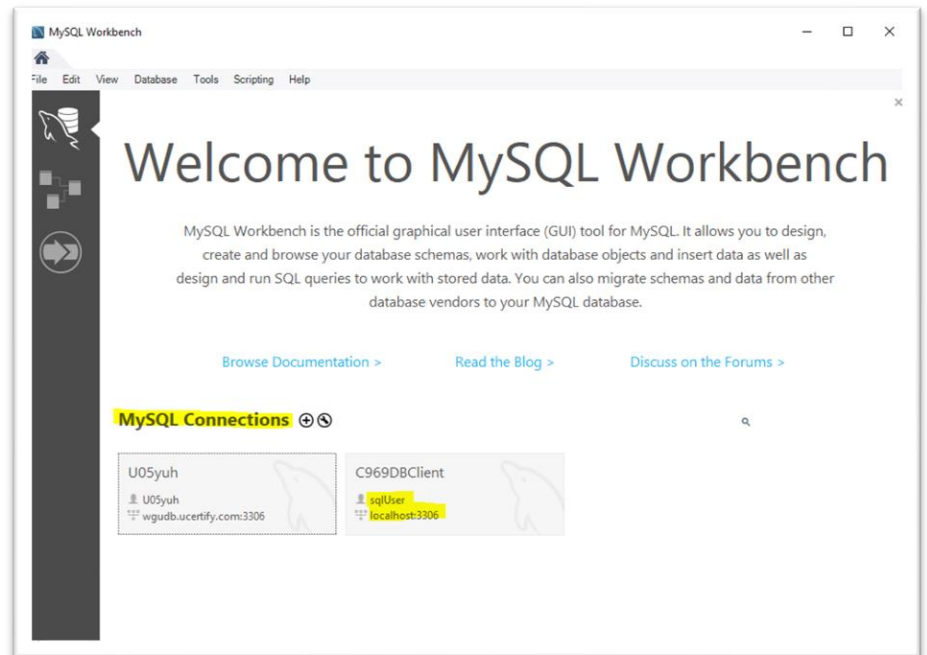 MySQL Workbench
File Edit View Database Tools Scripting Help
Welcome to MySQL Workbench
MySQL Workbench is the official graphical user interface (GUI) tool for MySQL. It allows you to design,
create and browse your database schemas, work with database objects and insert data as well as
design and run SQL queries to work with stored data. You can also migrate schemas and data from other
database vendors to your MySQL database.
Browse Documentation > Read the Blog > Discuss on the Forums >
MySQL Connections
U05yuh
U05yuh
wgudb.ucertify.com:3306
C969DBClient
sqlUser
localhost:3306